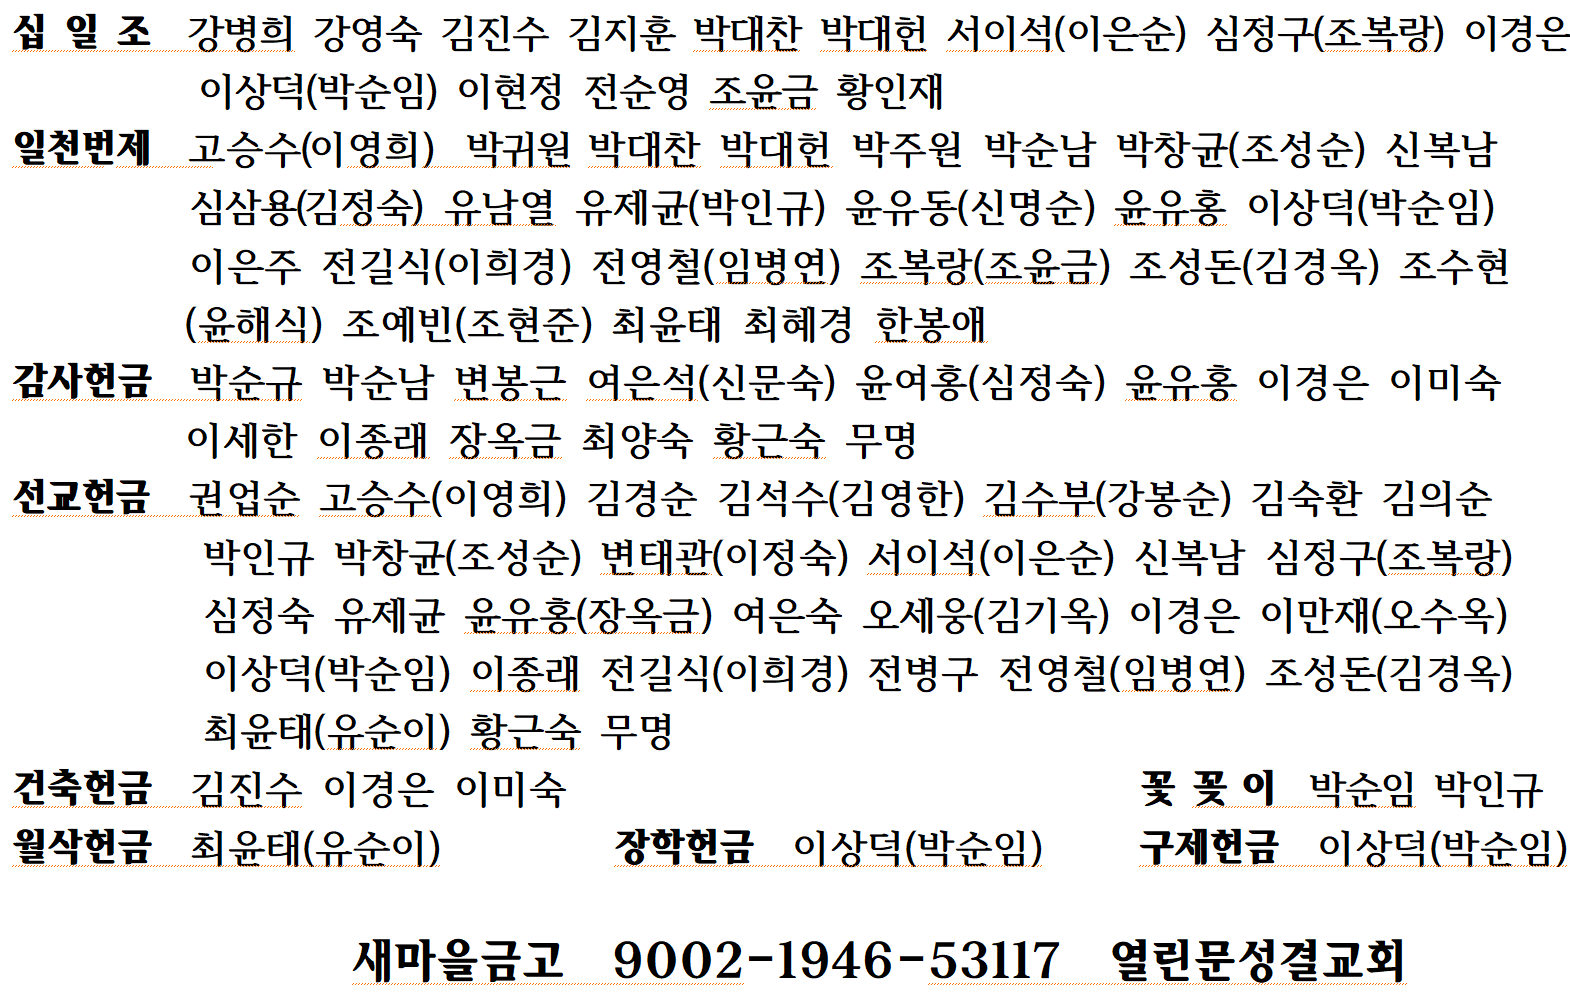 십 일 조 강병희 강영숙 김진수 김지훈 박대찬 박대헌 서이석(이은순) 심정구(조복랑) 이경은
이상덕(박순임) 이현정 전순영 조윤금 황인재
일천번제 고승수(이영희) 박귀원 박대찬 박대헌 박주원 박순남 박창균(조성순) 신복남
심삼용(김정숙) 유남열 유제균(박인규) 윤유동(신명순) 윤유홍 이상덕(박순임)
이은주 전길식(이희경) 전영철(임병연) 조복랑(조윤금) 조성돈(김경옥) 조수현
(윤해식) 조예빈(조현준) 최윤태 최혜경 한봉애
감사헌금 박순규 박순남 변봉근 여은석(신문숙) 윤여홍(심정숙) 윤유홍 이경은 이미숙
이세한 이종래 장옥금 최양숙 황근숙 무명
선교헌금 권업순 고승수(이영희) 김경순 김석수(김영한) 김수부(강봉순) 김숙환 김의순
박인규 박창균(조성순) 변태관(이정숙) 서이석(이은순) 신복남 심정구(조복랑)
심정숙 유제균 윤유홍(장옥금) 여은숙 오세웅(김기옥) 이경은 이만재(오수옥)
이상덕(박순임) 이종래 전길식(이희경) 전병구 전영철(임병연) 조성돈(김경옥)
최윤태(유순이) 황근숙 무명
건축헌금 김진수 이경은 이미숙 꽃 꽃 이 박순임 박인규
월삭헌금 최윤태(유순이) 장학헌금 이상덕(박순임) 구제헌금 이상덕(박순임)
새마을금고 9002-1946-53117 열린문성결교회